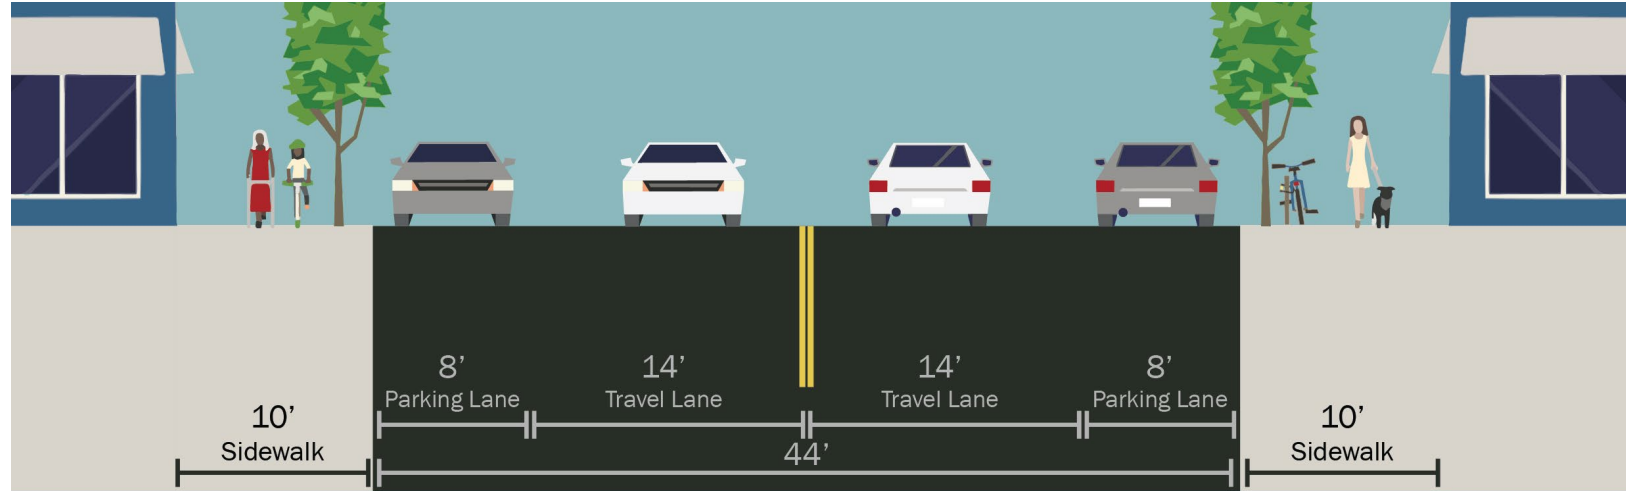 8’
Parking Lane
14’
Travel Lane
14’
Travel Lane
8’
Parking Lane
10’
Sidewalk
44’
10’
Sidewalk